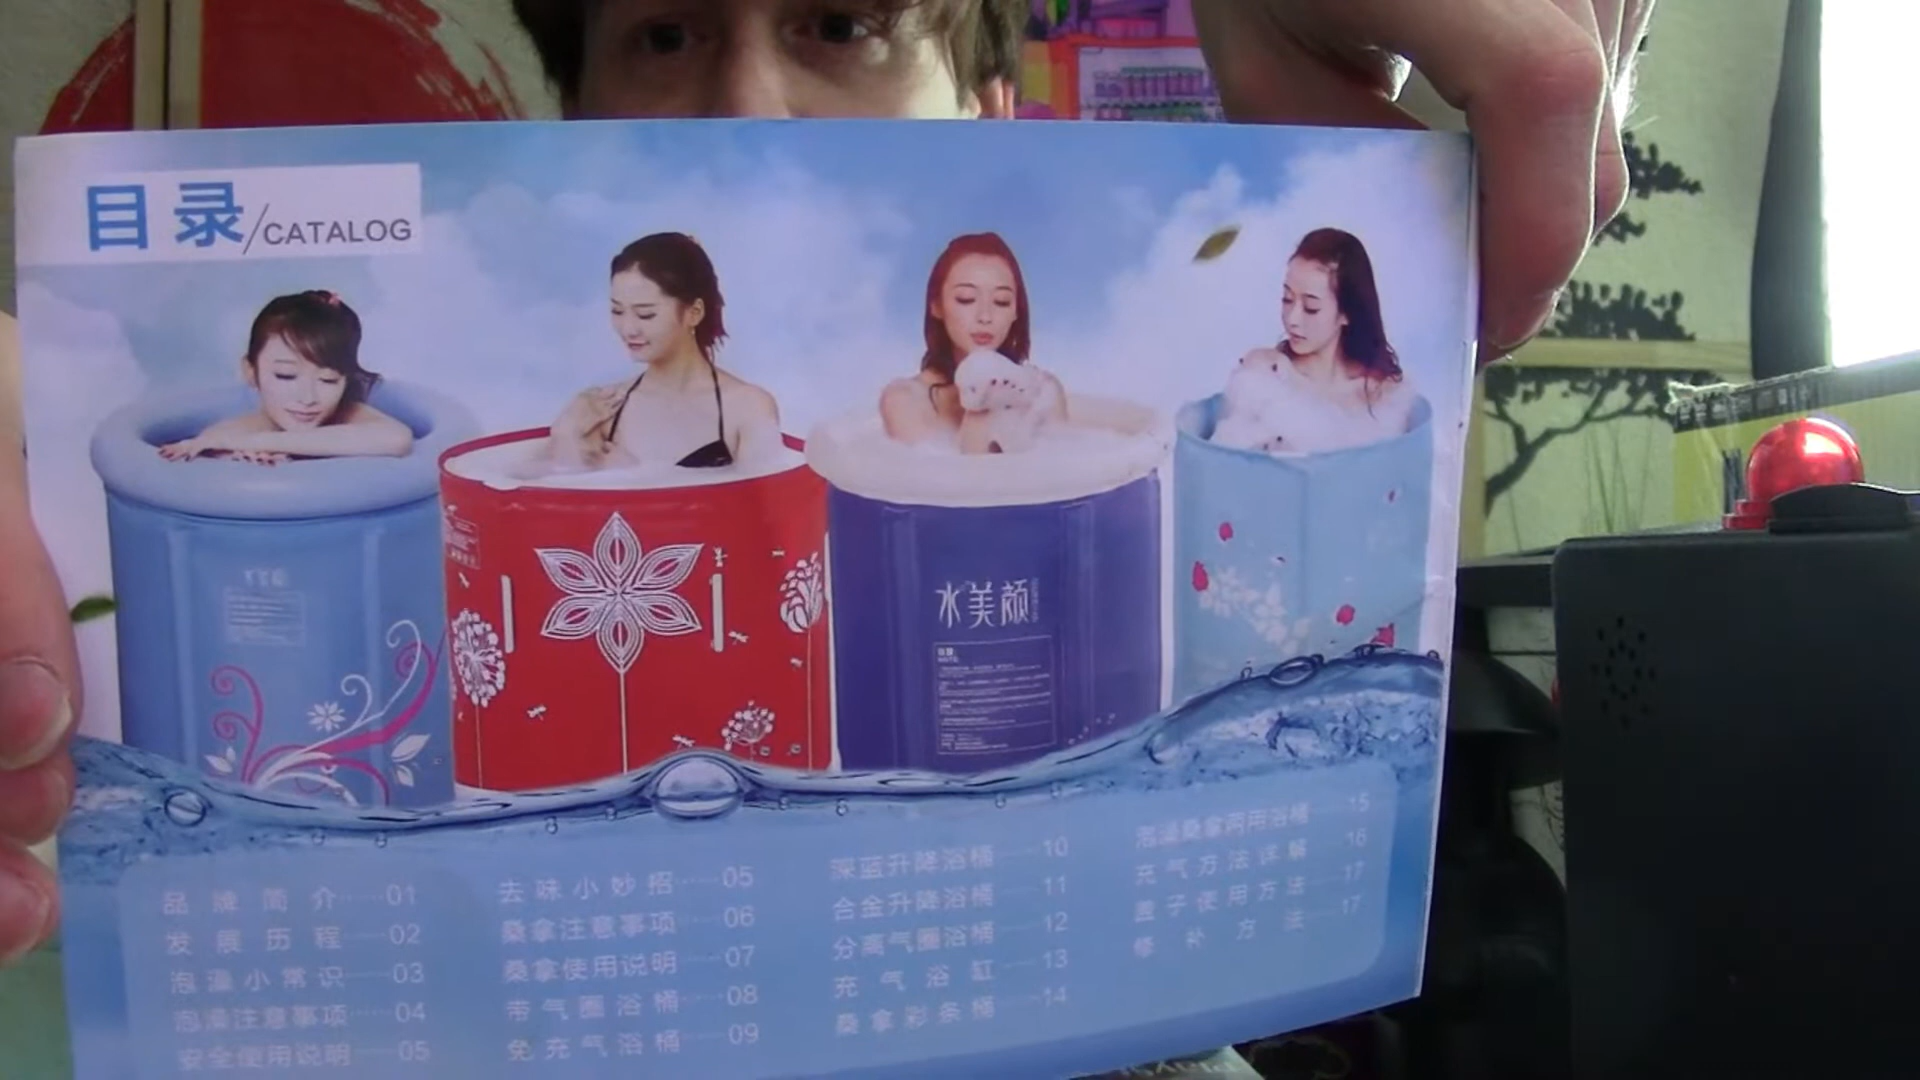 目录/CATALOG
水美颜
品牌简介……01
发展历程……02
泡澡小常识……03
泡澡注意事项……04
安全使用说明……05
去味小妙招……05
桑拿注意事项……06
桑拿使用说明……07
带气圈浴桶……08
免充气浴桶……09
深蓝升降浴桶……10
合金升降浴桶……11
分离气圈浴桶……12
充气浴缸……13
桑拿彩条桶……14
泡澡桑拿两用浴桶……15
充气方法详解……16
盖子使用方法……17
修补方法……17